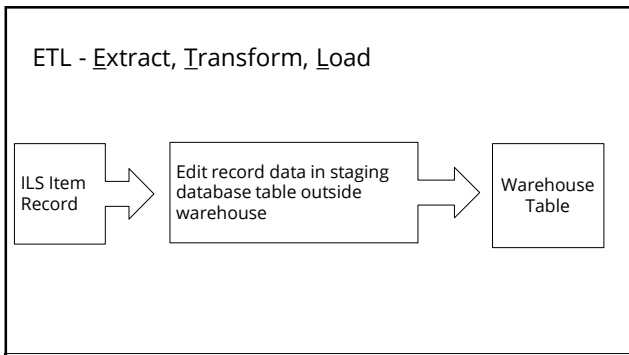 ETL - Extract, Transform, Load
ILS Item
Record
Edit record data in staging
database table outside
warehouse
Warehouse
Table